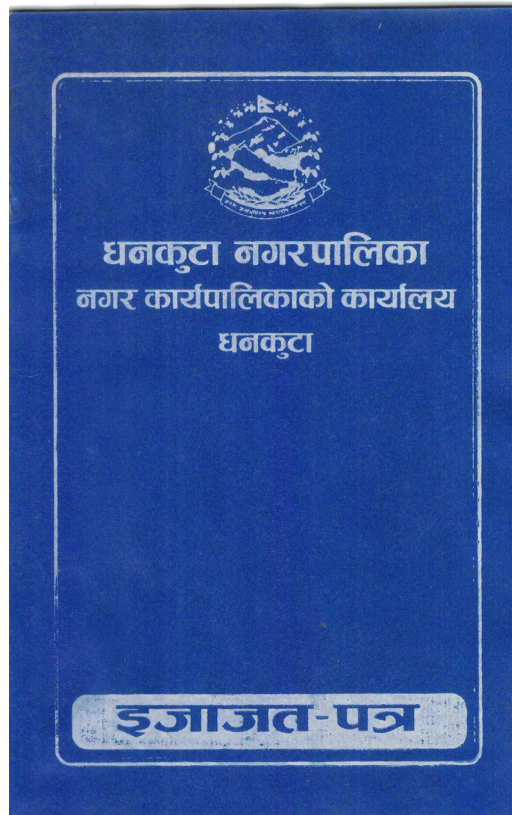 धनकुटा नगरपालिका
नगर कार्यपालिकाको कार्यालय
धनकुटा
इजाजत-पत्र